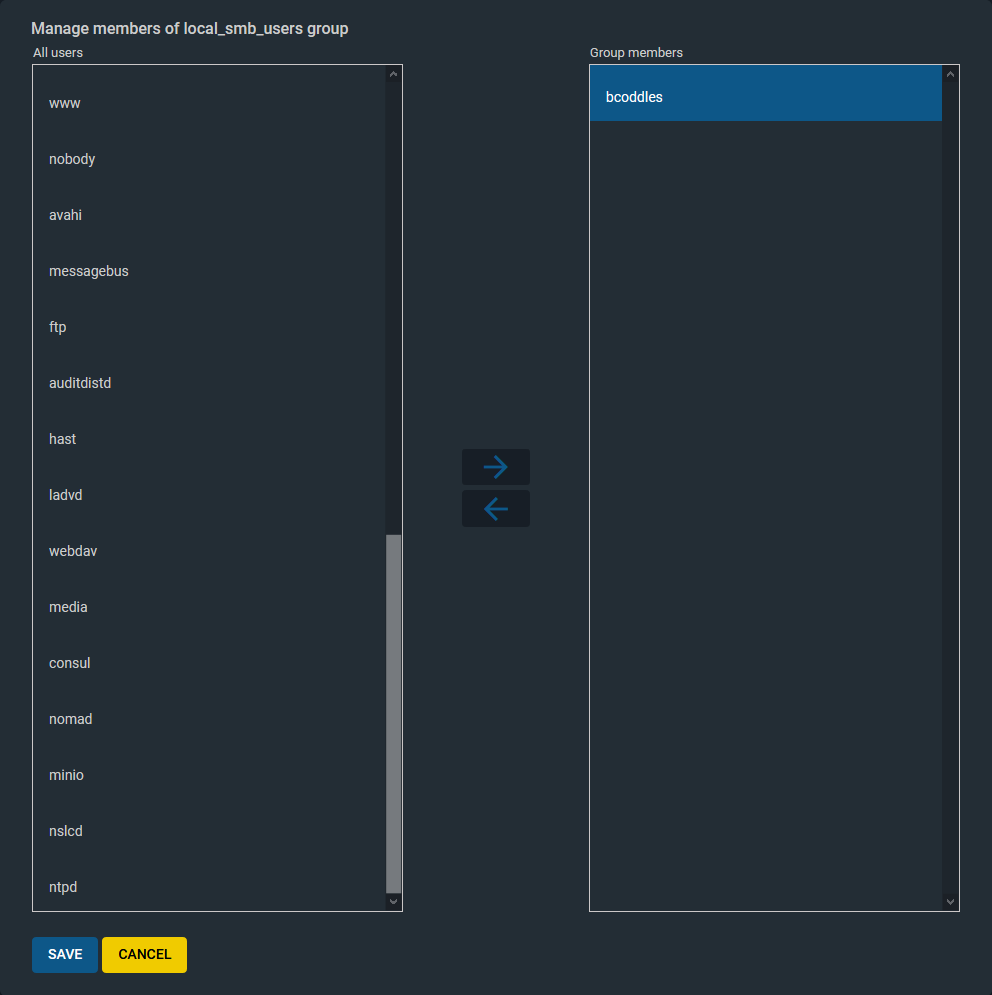 Manage members of local_smb_users group
All users
www
nobody
avahi
messagebus
ftp
auditdistd
hast
ladvd
webdav
media
consul
nomad
minio
nslcd
ntpd
Group members
bcoddles
SAVE
CANCEL